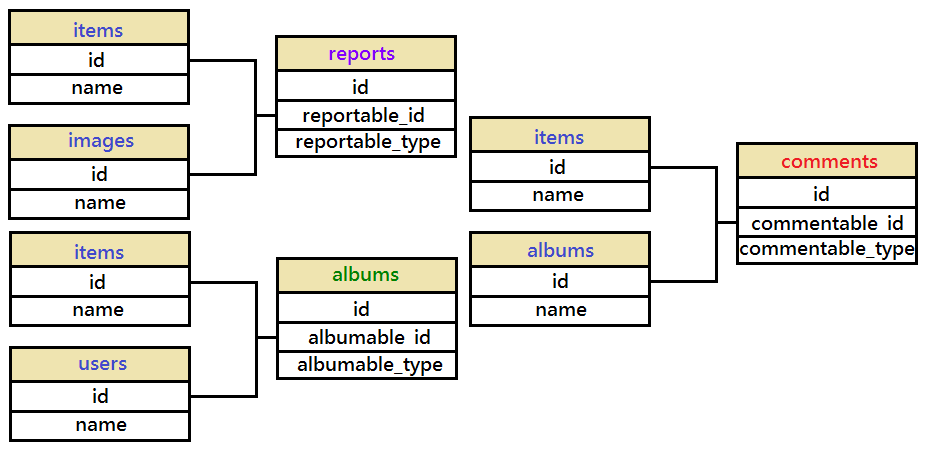 items
id
name
images
id
name
reports
id
reportable_id
reportable_type
items
id
name
users
id
name
albums
id
albumable_id
albumable_type
items
id
name
albums
id
name
comments
id
commentable_id
commentable_type